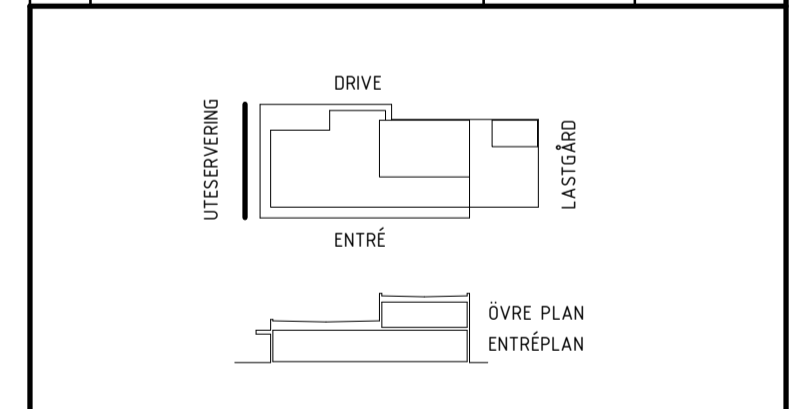 DRIVE
UTESERVERING
LASTGÅRD
ENTRÉ
ÖVRE PLAN
ENTRÉPLAN